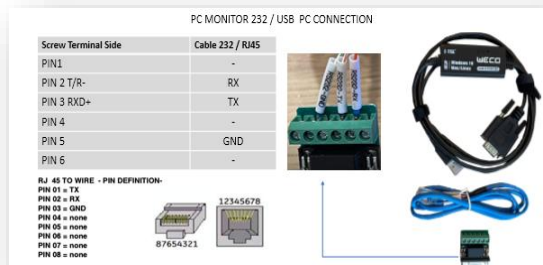 PC MONITOR 232 / USB PC CONNECTION
Screw Terminal Side Cable 232 / RJ45
PIN1 -
PIN 2 T/R- RX
PIN 3 RXD+ TX
PIN 4 -
PIN 5 GND
PIN 6 -
RJ 45 TO WIRE - PIN DEFINITION-
PIN 01 = TX
PIN 02 = RX
PIN 03 = GND
PIN 04 = none
PIN 05 = none
PIN 06 = none
PIN 07 = none
PIN 08 = none
12345678
87654321
WECO